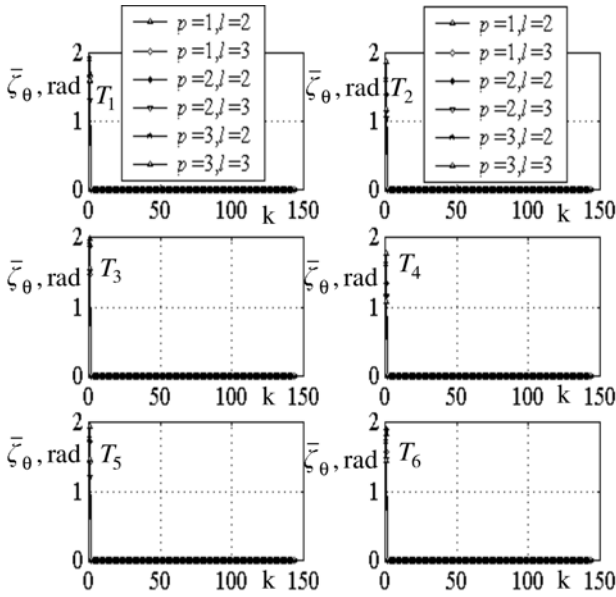 p=1,l=2
p=1,l=3
p=2,l=2
p=2,l=3
p=3,l=2
p=3,l=3
2
1
0
ζ̄θ, rad
T1
0 50 100 k 150
p=1,l=2
p=1,l=3
p=2,l=2
p=2,l=3
p=3,l=2
p=3,l=3
2
1
0
ζ̄θ, rad
T2
0 50 100 k 150
2
1
0
ζ̄θ, rad
T3
0 50 100 k 150
2
1
0
ζ̄θ, rad
T4
0 50 100 k 150
2
1
0
ζ̄θ, rad
T5
0 50 100 k 150
2
1
0
ζ̄θ, rad
T6
0 50 100 k 150